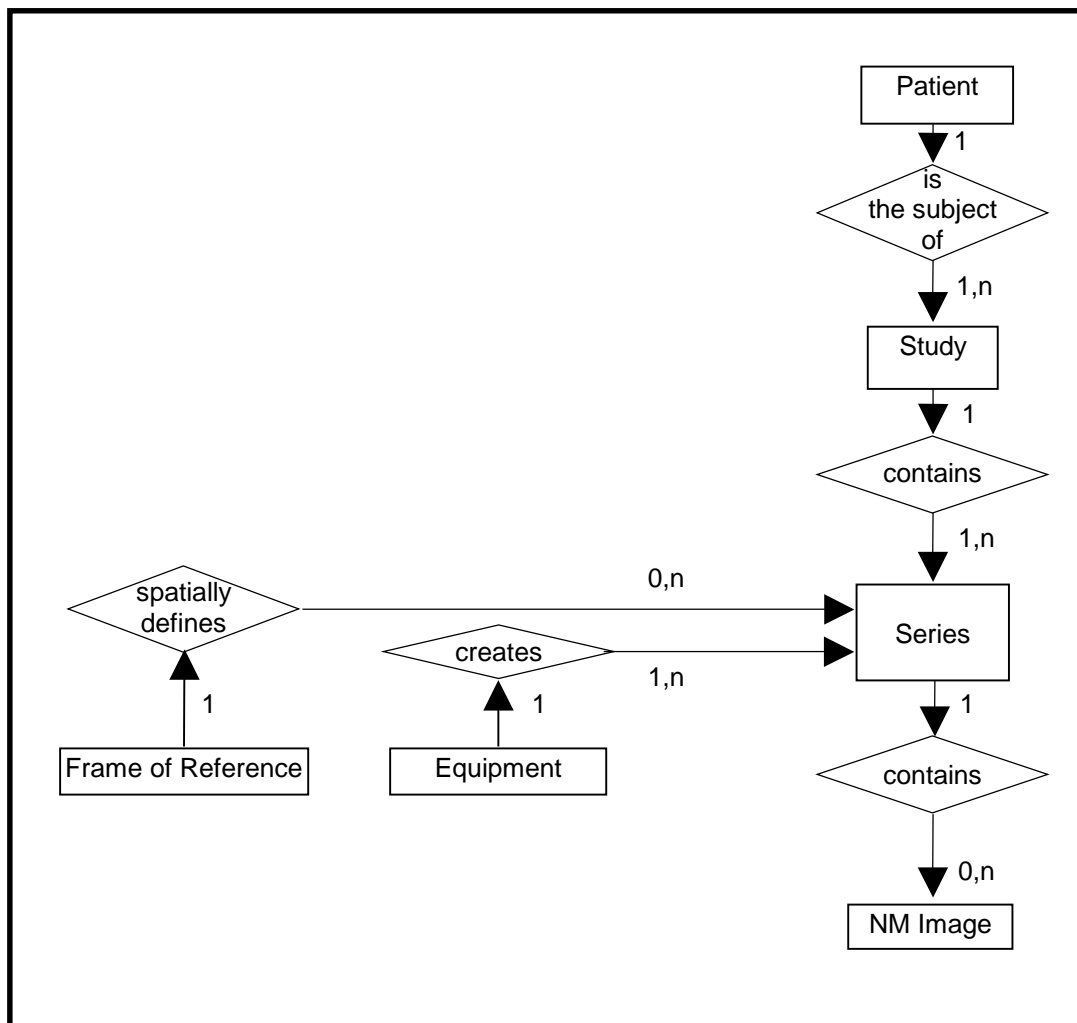 Patient
1
is
the subject
of
1,n
Study
1
contains
1,n
spatially
defines
0,n
Series
creates
1,n
1
1
1
Frame of Reference
Equipment
contains
0,n
NM Image